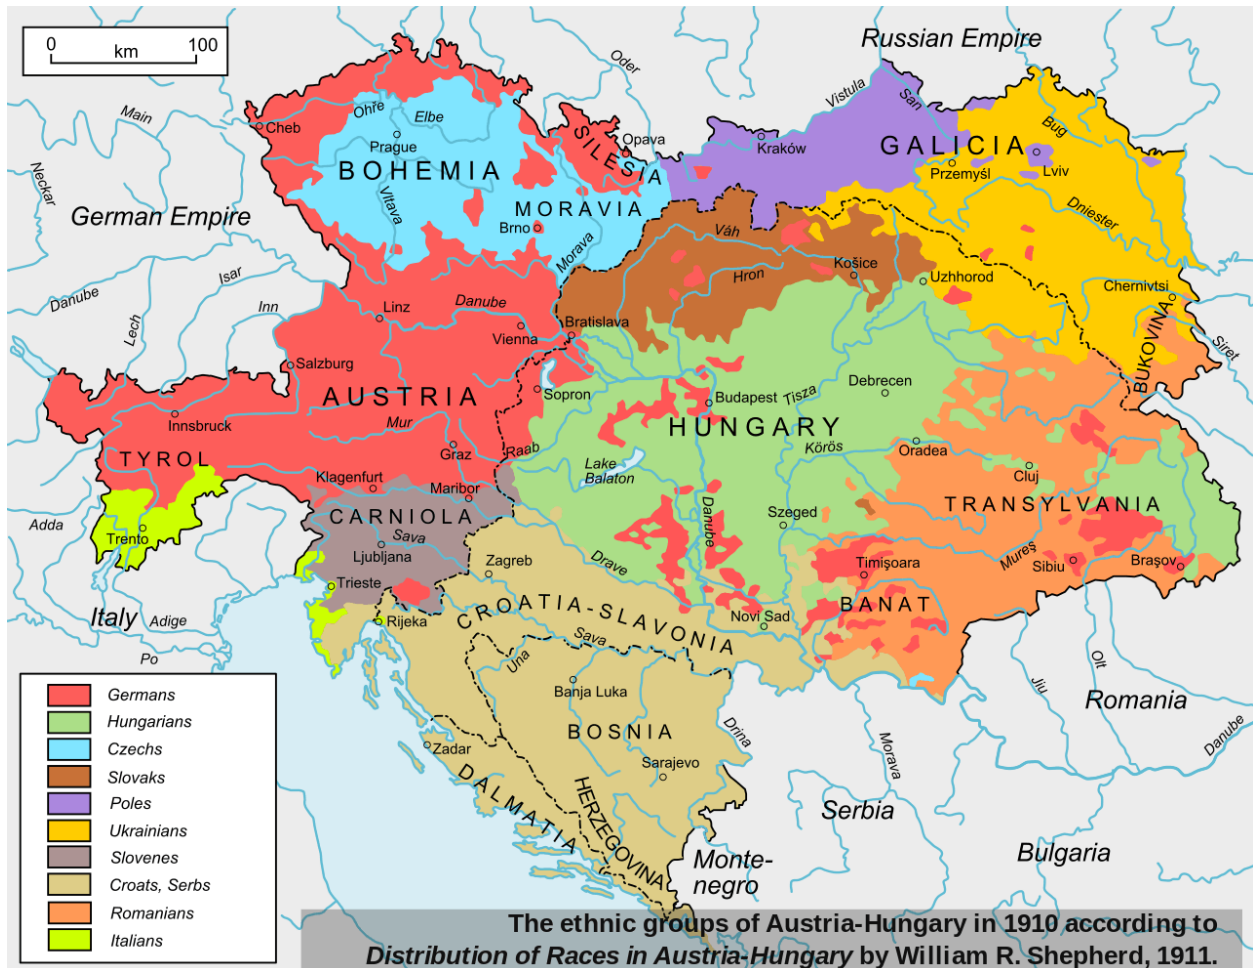 0 100
km
Russian Empire
Oder
Vistula
San
Main
Ohře
Elbe
Cheb
Prague
Opava
SILESIA
Kraków
GALICIA
Bug
Przemyśl
Lviv
BOHEMIA
Neckar
Vltava
MORAVIA
Dniester
German Empire
Brno
Morava
Váh
Hron
Košice
Uzhhorod
Isar
Danube
Inn
Lech
Linz
Danube
Vienna
Bratislava
Chernivtsi
BUKOVINA
Siret
Salzburg
AUSTRIA
Sopron
Budapest
Tisza
Debrecen
Innsbruck
Mur
HUNGARY
Graz
Raab
Körös
Oradea
TYROL
Lake
Balaton
Klagenfurt
Maribor
Cluj
CARNIOLA
Danube
Szeged
TRANSYLVANIA
Adda
Trento
Sava
Ljubljana
Zagreb
Drave
Mureș
Sibiu
Brașov
Timișoara
Trieste
CROATIA-SLAVONIA
BANAT
Italy
Adige
Rijeka
Novi Sad
Po
Sava
Una
Olt
Jiu
Banja Luka
Romania
BOSNIA
Drina
Morava
Danube
Zadar
Sarajevo
DALMATIA
HERZEGOVINA
Serbia
Bulgaria
Monte-
negro
Germans
Hungarians
Czechs
Slovaks
Poles
Ukrainians
Slovenes
Croats, Serbs
Romanians
Italians
The ethnic groups of Austria-Hungary in 1910 according to
Distribution of Races in Austria-Hungary by William R. Shepherd, 1911.